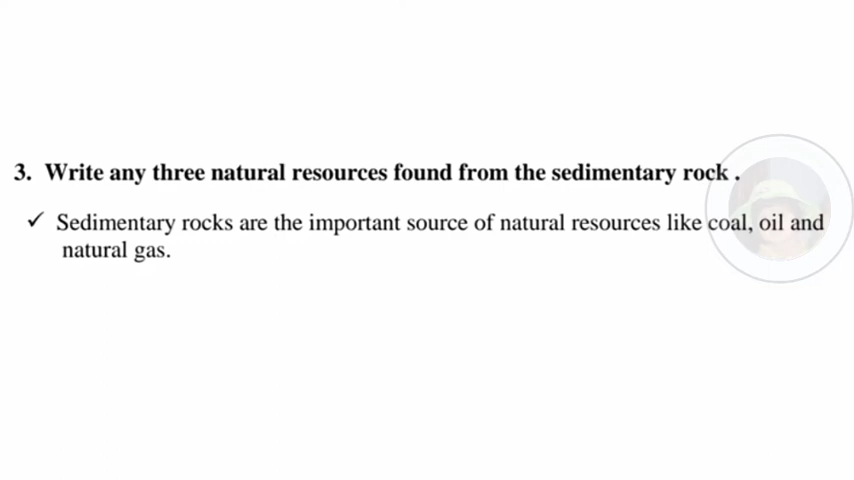 3. Write any three natural resources found from the sedimentary rock .
✓ Sedimentary rocks are the important source of natural resources like coal, oil and
natural gas.